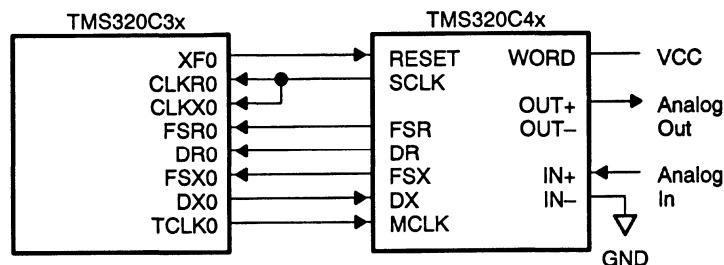 TMS320C3x
TMS320C4x
XF0
CLKR0
CLKX0
FSR0
DR0
FSX0
DX0
TCLK0
RESET
SCLK
FSR
DR
FSX
DX
MCLK
WORD
OUT+
OUT–
IN+
IN–
VCC
Analog
Out
Analog
In
GND